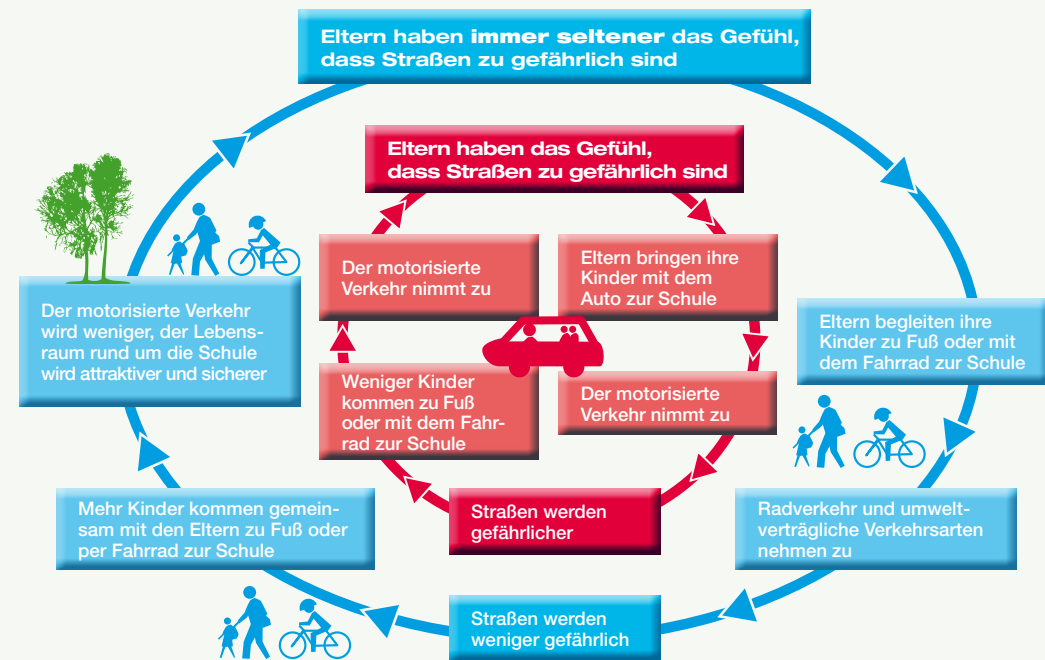 Eltern haben immer seltener das Gefühl,
dass Straßen zu gefährlich sind
Eltern haben das Gefühl,
dass Straßen zu gefährlich sind
Der motorisierte
Verkehr nimmt zu
Eltern bringen ihre
Kinder mit dem
Auto zur Schule
Der motorisierte Verkehr
wird weniger, der Lebens-
raum rund um die Schule
wird attraktiver und sicherer
Eltern begleiten ihre
Kinder zu Fuß oder mit
dem Fahrrad zur Schule
Weniger Kinder
kommen zu Fuß
oder mit dem Fahr-
rad zur Schule
Der motorisierte
Verkehr nimmt zu
Mehr Kinder kommen gemein-
sam mit den Eltern zu Fuß oder
per Fahrrad zur Schule
Straßen werden
gefährlicher
Radverkehr und umwelt-
verträgliche Verkehrsarten
nehmen zu
Straßen werden
weniger gefährlich